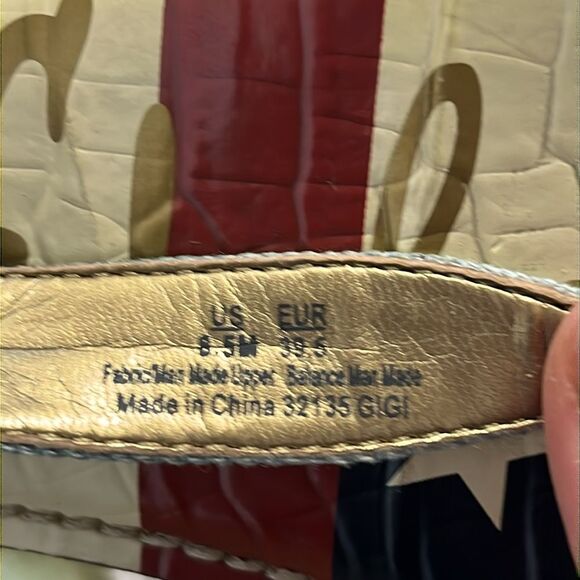 US EUR
8.5M 39.5
Fabric/Man Made Upper Balance Man Made
Made in China 32135 GIGI